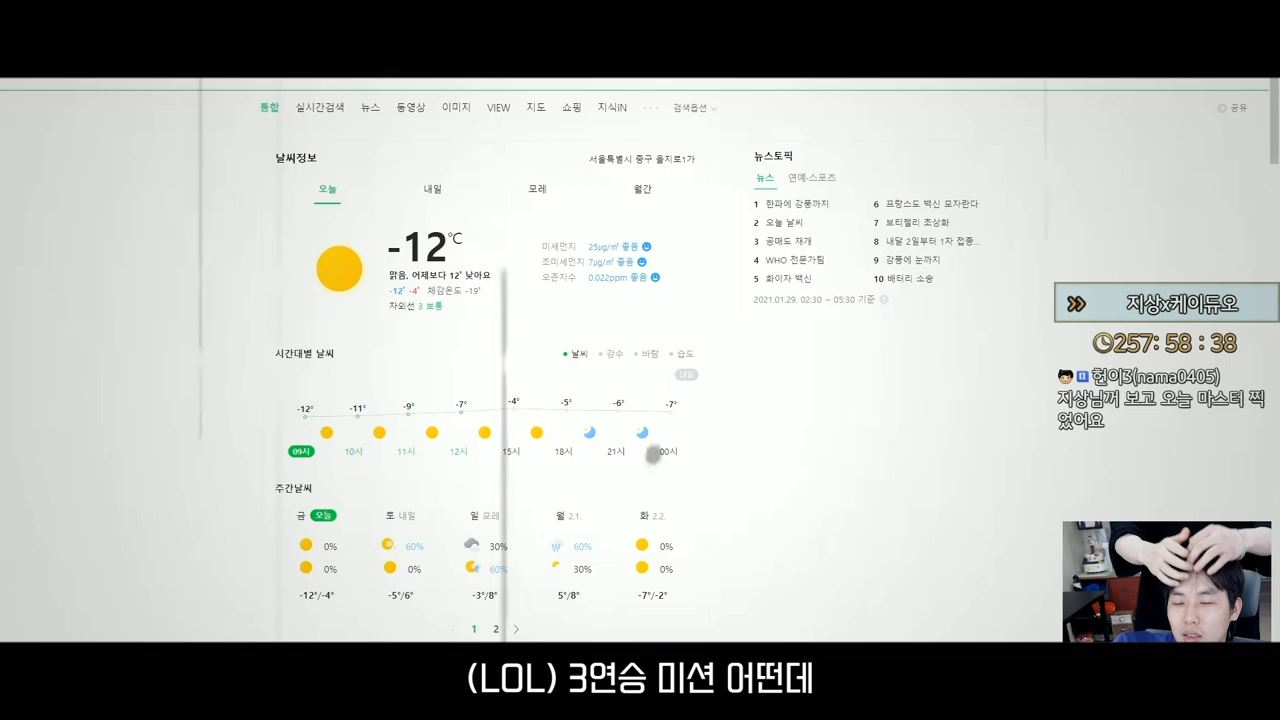 통합 실시간검색 뉴스 동영상 이미지 VIEW 지도 쇼핑 지식iN ··· 검색옵션
공유
날씨정보 서울특별시 중구 을지로1가
오늘 내일 모레 월간
-12℃
맑음, 어제보다 12˚ 낮아요
-12˚ -4˚ 체감온도 -19˚
자외선 3 보통
미세먼지 25㎍/㎥ 좋음
초미세먼지 7㎍/㎥ 좋음
오존지수 0.022ppm 좋음
시간대별 날씨 날씨 강수 바람 습도
내일
-12° -11° -9° -7° -4° -5° -6° -7°
09시 10시 11시 12시 15시 18시 21시 00시
주간날씨
금 오늘 토 내일 일 모레 월 2.1. 화 2.2.
0% 60% 30% 60% 0%
0% 0% 60% 30% 0%
-12°/-4° -5°/6° -3°/8° 5°/8° -7°/-2°
1 2
뉴스토픽
뉴스 연예·스포츠
1 한파에 강풍까지
2 오늘 날씨
3 공매도 재개
4 WHO 전문가팀
5 화이자 백신
6 프랑스도 백신 모자란다
7 보티첼리 초상화
8 내달 2일부터 1차 접종...
9 강풍에 눈까지
10 배터리 소송
2021.01.29. 02:30 ~ 05:30 기준
지상x케이듀오
257: 58 : 38
현이3(nama0405)
지상님꺼 보고 오늘 마스터 찍
었어요
(LOL) 3연승 미션 어떤데